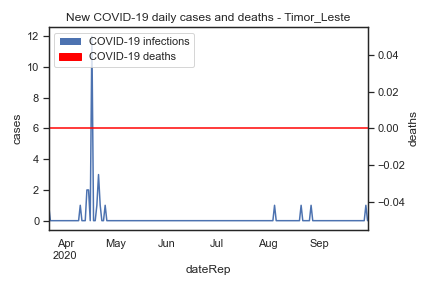 New COVID-19 daily cases and deaths - Timor_Leste
COVID-19 infections
COVID-19 deaths
cases
12
10
8
6
4
2
0
0.04
0.02
0.00
−0.02
−0.04
deaths
Apr
2020
May
Jun
Jul
Aug
Sep
dateRep